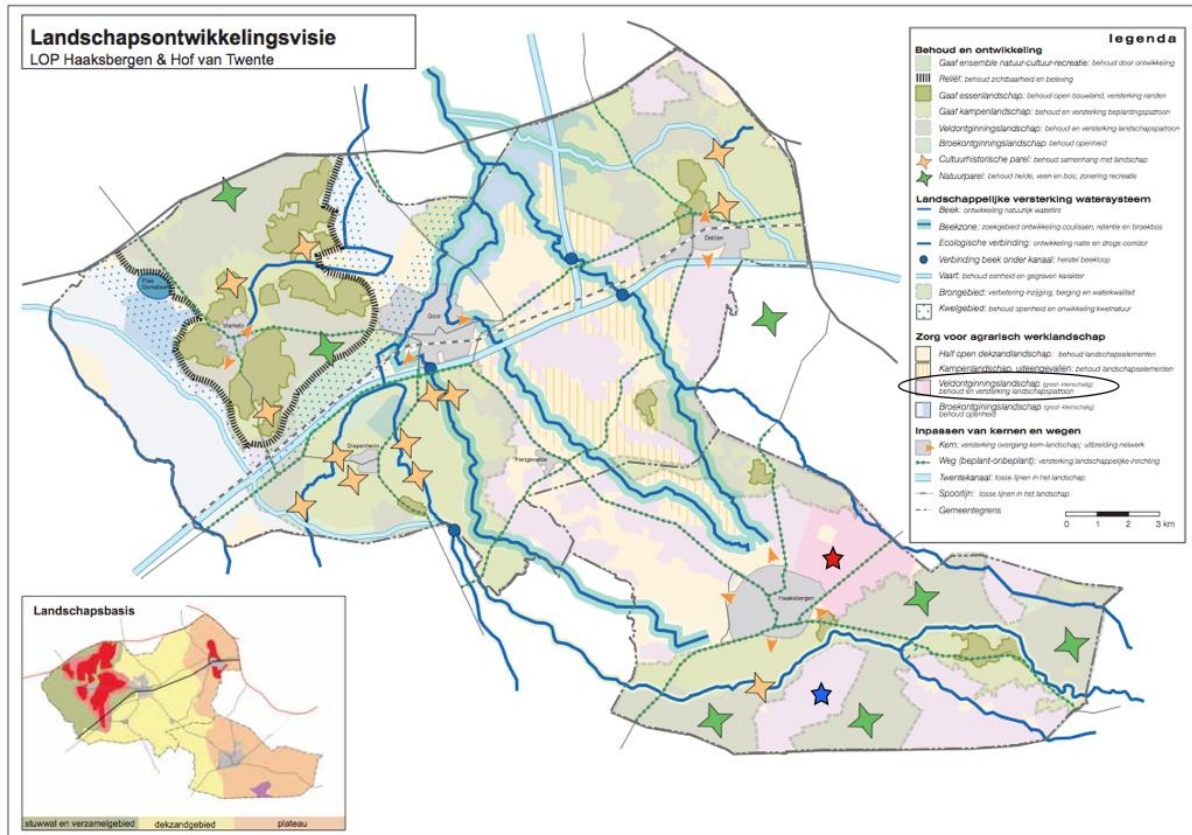 Landschapsontwikkelingsvisie
LOP Haaksbergen & Hof van Twente
legenda
Behoud en ontwikkeling
Gaaf ensemble natuur-cultuur-recreatie: behoud door ontwikkeling
Reliëf: behoud zichtbaarheid en beleving
Gaaf essenlandschap: behoud open bouwland, versterking randen
Gaaf kampenlandschap: behoud en versterking beplantingspatroon
Veldontginningslandschap: behoud en versterking landschapspatroon
Broekontginningslandschap: behoud openheid
Cultuurhistorische parel: behoud samenhang met landschap
Natuurparel: behoud heide, veen en bos; zonering recreatie
Landschappelijke versterking watersysteem
Beek: ontwikkeling natuurlijk waterlint
Beekzone: zoekgebied ontwikkeling coulissen, retentie en broekbos
Ecologische verbinding: ontwikkeling natte en droge corridor
Verbinding beek onder kanaal: herstel beekloop
Vaart: behoud eenheid en gegraven karakter
Brongebied: verbetering inzijging, berging en waterkwaliteit
Kwelgebied: behoud openheid en ontwikkeling kwelnatuur
Zorg voor agrarisch werklandschap
Half open dekzandlandschap: behoud landschapselementen
Kampenlandschap, uiteengevallen: behoud landschapselementen
Veldontginningslandschap (groot-kleinschalig)
behoud en versterking landschapspatroon
Broekontginingslandschap (groot-kleinschalig)
behoud openheid
Inpassen van kernen en wegen
Kern: versterking overgang kern-landschap; uitbreiding netwerk
Weg (beplant-onbeplant): versterking landschappelijke inrichting
Twentekanaal: losse lijnen in het landschap
Spoorlijn: losse lijnen in het landschap
Gemeentegrens
0 1 2 3 km
Delden
Goor
Markelo
Diepenheim
Hengevelde
Haaksbergen
Landschapsbasis
stuwwal en verzamelgebied
dekzandgebied
plateau